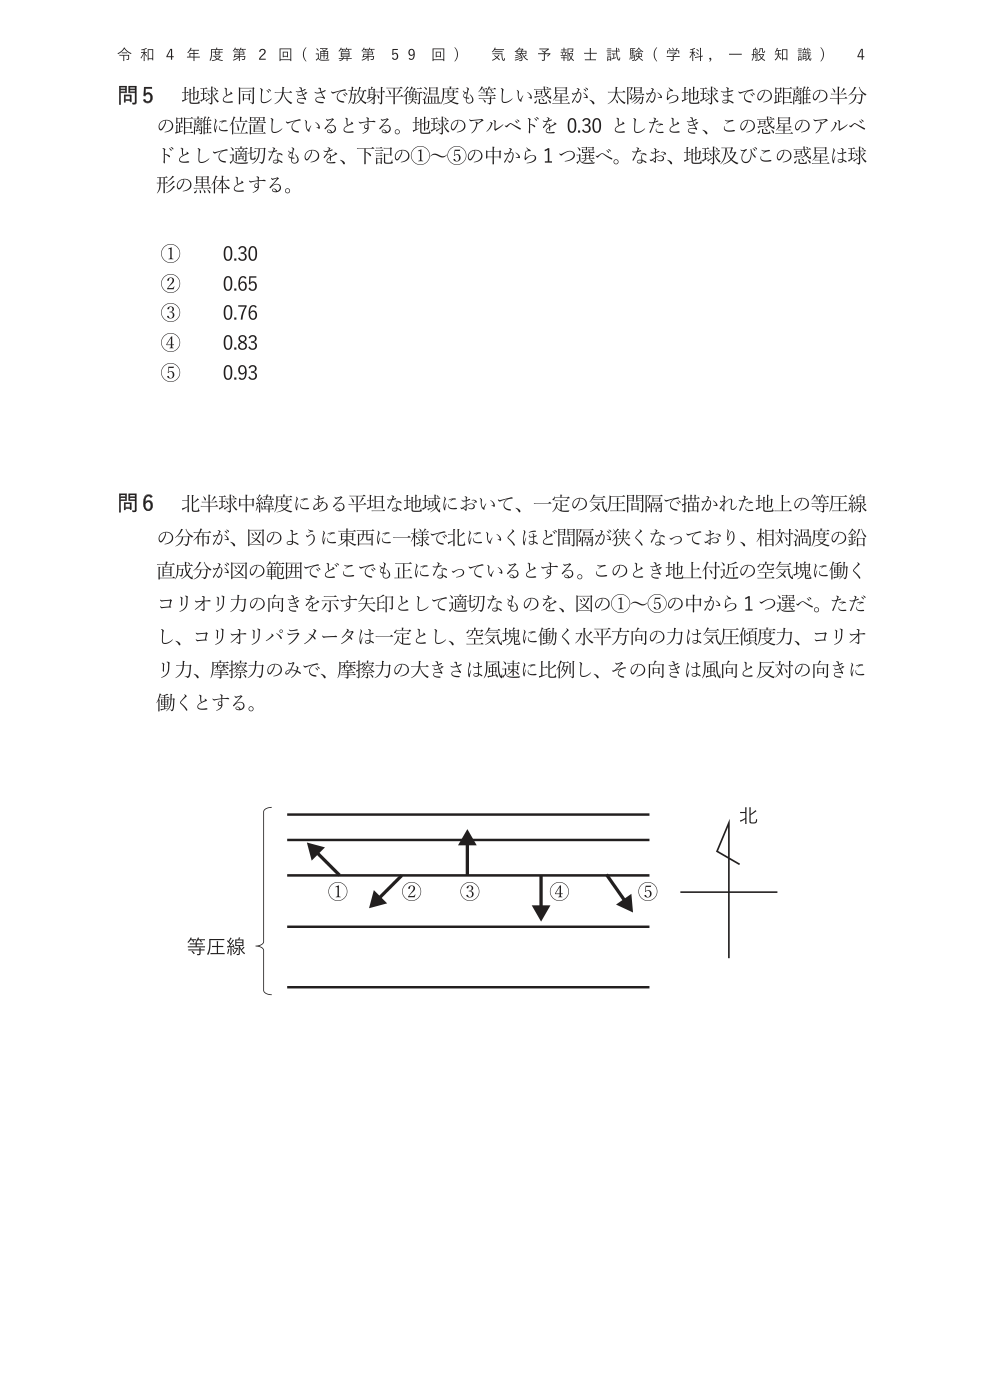 令和4年度第2回(通算第59回) 気象予報士試験(学科,一般知識) 4
問5 地球と同じ大きさで放射平衡温度も等しい惑星が、太陽から地球までの距離の半分
の距離に位置しているとする。地球のアルベドを 0.30 としたとき、この惑星のアルベ
ドとして適切なものを、下記の①～⑤の中から1つ選べ。なお、地球及びこの惑星は球
形の黒体とする。
① 0.30
② 0.65
③ 0.76
④ 0.83
⑤ 0.93
問6 北半球中緯度にある平坦な地域において、一定の気圧間隔で描かれた地上の等圧線
の分布が、図のように東西に一様で北にいくほど間隔が狭くなっており、相対渦度の鉛
直成分が図の範囲でどこでも正になっているとする。このとき地上付近の空気塊に働く
コリオリ力の向きを示す矢印として適切なものを、図の①～⑤の中から1つ選べ。ただ
し、コリオリパラメータは一定とし、空気塊に働く水平方向の力は気圧傾度力、コリオ
リ力、摩擦力のみで、摩擦力の大きさは風速に比例し、その向きは風向と反対の向きに
働くとする。
北
① ② ③ ④ ⑤
等圧線